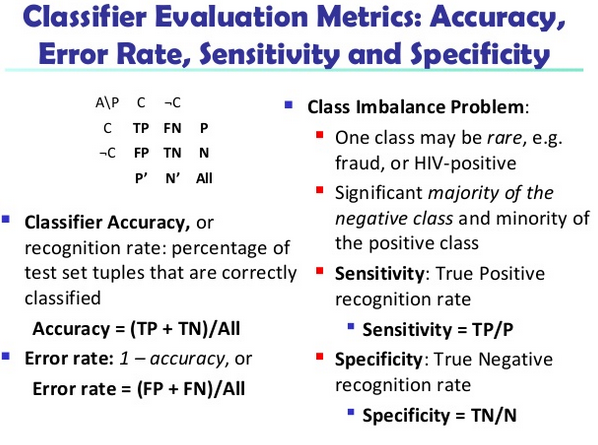 Classifier Evaluation Metrics: Accuracy,
Error Rate, Sensitivity and Specificity
A\P C ¬C
C TP FN P
¬C FP TN N
P’ N’ All
Classifier Accuracy, or
recognition rate: percentage of
test set tuples that are correctly
classified
Accuracy = (TP + TN)/All
Error rate: 1 – accuracy, or
Error rate = (FP + FN)/All
Class Imbalance Problem:
One class may be rare, e.g.
fraud, or HIV-positive
Significant majority of the
negative class and minority of
the positive class
Sensitivity: True Positive
recognition rate
Sensitivity = TP/P
Specificity: True Negative
recognition rate
Specificity = TN/N